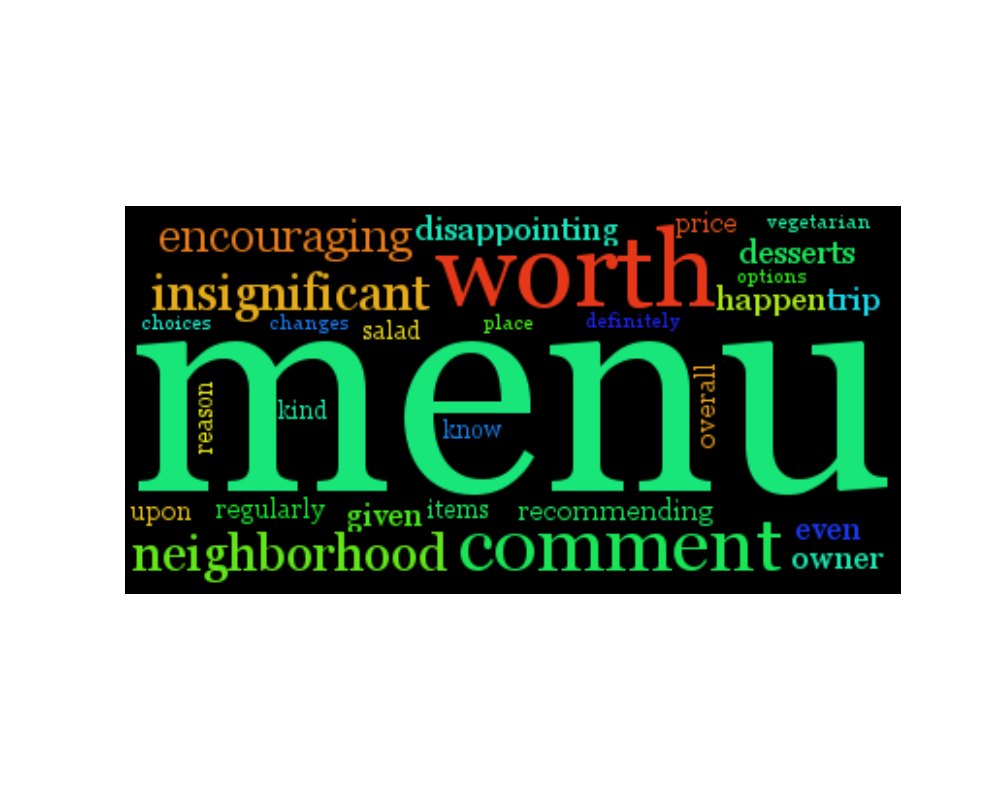 encouraging disappointing price vegetarian
insignificant worth desserts
options
happen trip
choices changes salad place definitely
menu
reason kind know overall
upon regularly given items recommending
neighborhood comment even
owner